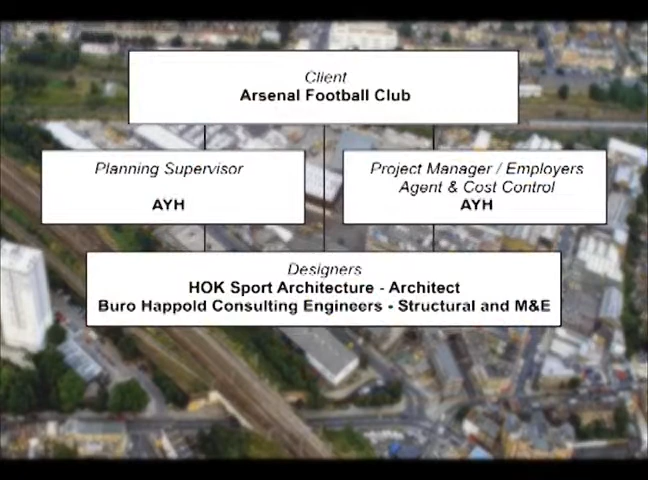 Client
Arsenal Football Club
Planning Supervisor
AYH
Project Manager / Employers
Agent & Cost Control
AYH
Designers
HOK Sport Architecture - Architect
Buro Happold Consulting Engineers - Structural and M&E